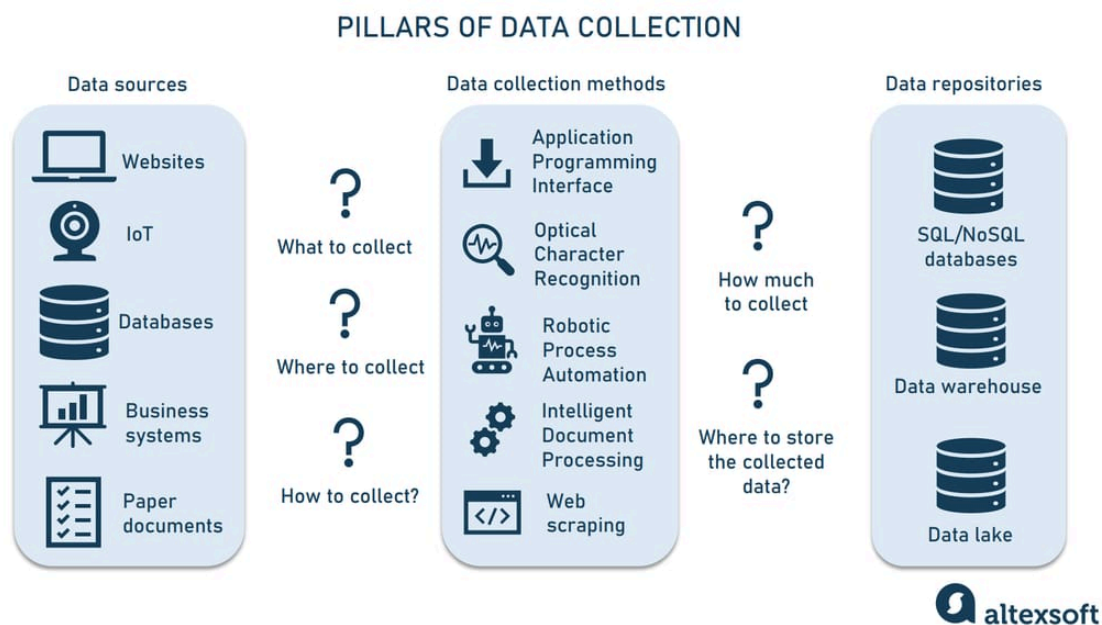 PILLARS OF DATA COLLECTION
Data sources
Websites
IoT
Databases
Business
systems
Paper
documents
What to collect
Where to collect
How to collect?
Data collection methods
Application
Programming
Interface
Optical
Character
Recognition
Robotic
Process
Automation
Intelligent
Document
Processing
Web
scraping
How much
to collect
Where to store
the collected
data?
Data repositories
SQL/NoSQL
databases
Data warehouse
Data lake
altexsoft